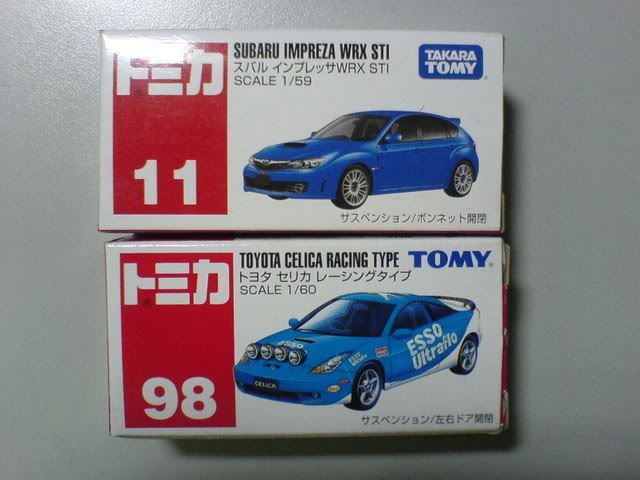 トミカ
11
SUBARU IMPREZA WRX STI
スバル インプレッサWRX STI
SCALE 1/59
TAKARA
TOMY
サスペンション/ボンネット開閉
トミカ
98
TOYOTA CELICA RACING TYPE
トヨタ セリカ レーシングタイプ
SCALE 1/60
TOMY
ESSO
Ultraflo
CELICA
サスペンション/左右ドア開閉